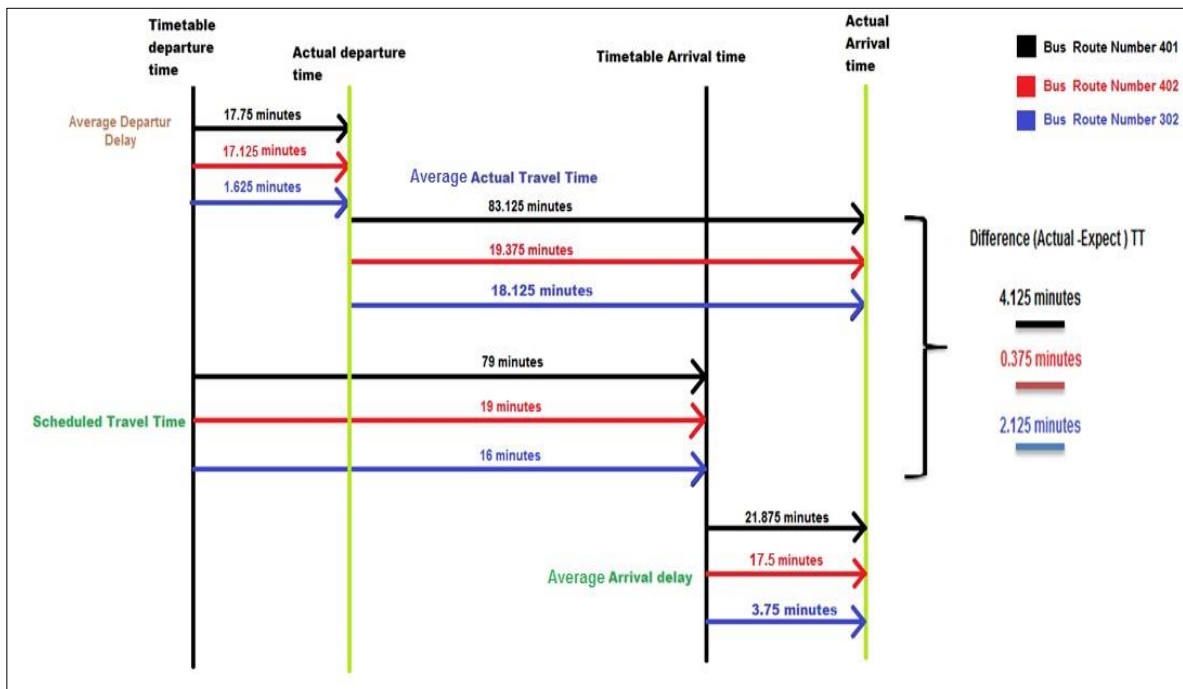 Timetable
departure
time
Actual departure
time
Timetable Arrival time
Actual
Arrival
time
Bus Route Number 401
Bus Route Number 402
Bus Route Number 302
Average Departur
Delay
17.75 minutes
17.125 minutes
1.625 minutes
Average Actual Travel Time
83.125 minutes
19.375 minutes
18.125 minutes
Difference (Actual -Expect ) TT
4.125 minutes
0.375 minutes
2.125 minutes
Scheduled Travel Time
79 minutes
19 minutes
16 minutes
Average Arrival delay
21.875 minutes
17.5 minutes
3.75 minutes